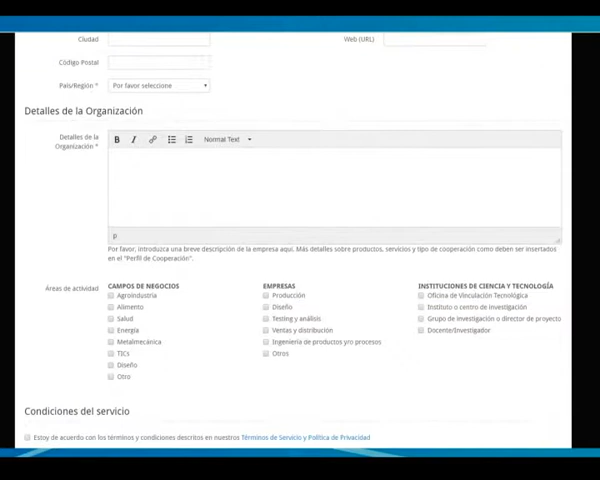 Ciudad Web (URL)
Código Postal
País/Región * Por favor seleccione
Detalles de la Organización
Detalles de la
Organización *
B I Normal Text
p
Por favor, introduzca una breve descripción de la empresa aquí. Más detalles sobre productos, servicios y tipo de cooperación como deben ser insertados
en el "Perfil de Cooperación".
Áreas de actividad
CAMPOS DE NEGOCIOS
Agroindustria
Alimento
Salud
Energía
Metalmecánica
TICs
Diseño
Otro
EMPRESAS
Producción
Diseño
Testing y análisis
Ventas y distribución
Ingeniería de productos y/o procesos
Otros
INSTITUCIONES DE CIENCIA Y TECNOLOGÍA
Oficina de Vinculación Tecnológica
Instituto o centro de investigación
Grupo de investigación o director de proyecto
Docente/Investigador
Condiciones del servicio
Estoy de acuerdo con los términos y condiciones descritos en nuestros Términos de Servicio y Política de Privacidad